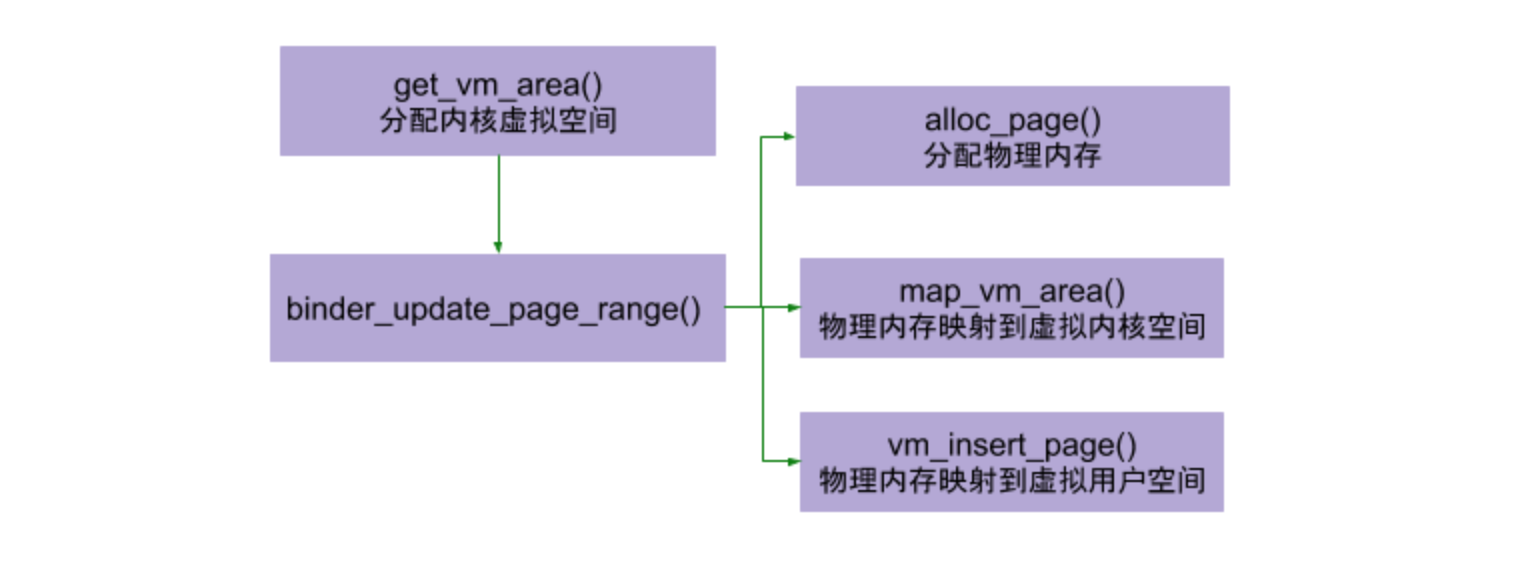 get_vm_area()
分配内核虚拟空间
binder_update_page_range()
alloc_page()
分配物理内存
map_vm_area()
物理内存映射到虚拟内核空间
vm_insert_page()
物理内存映射到虚拟用户空间